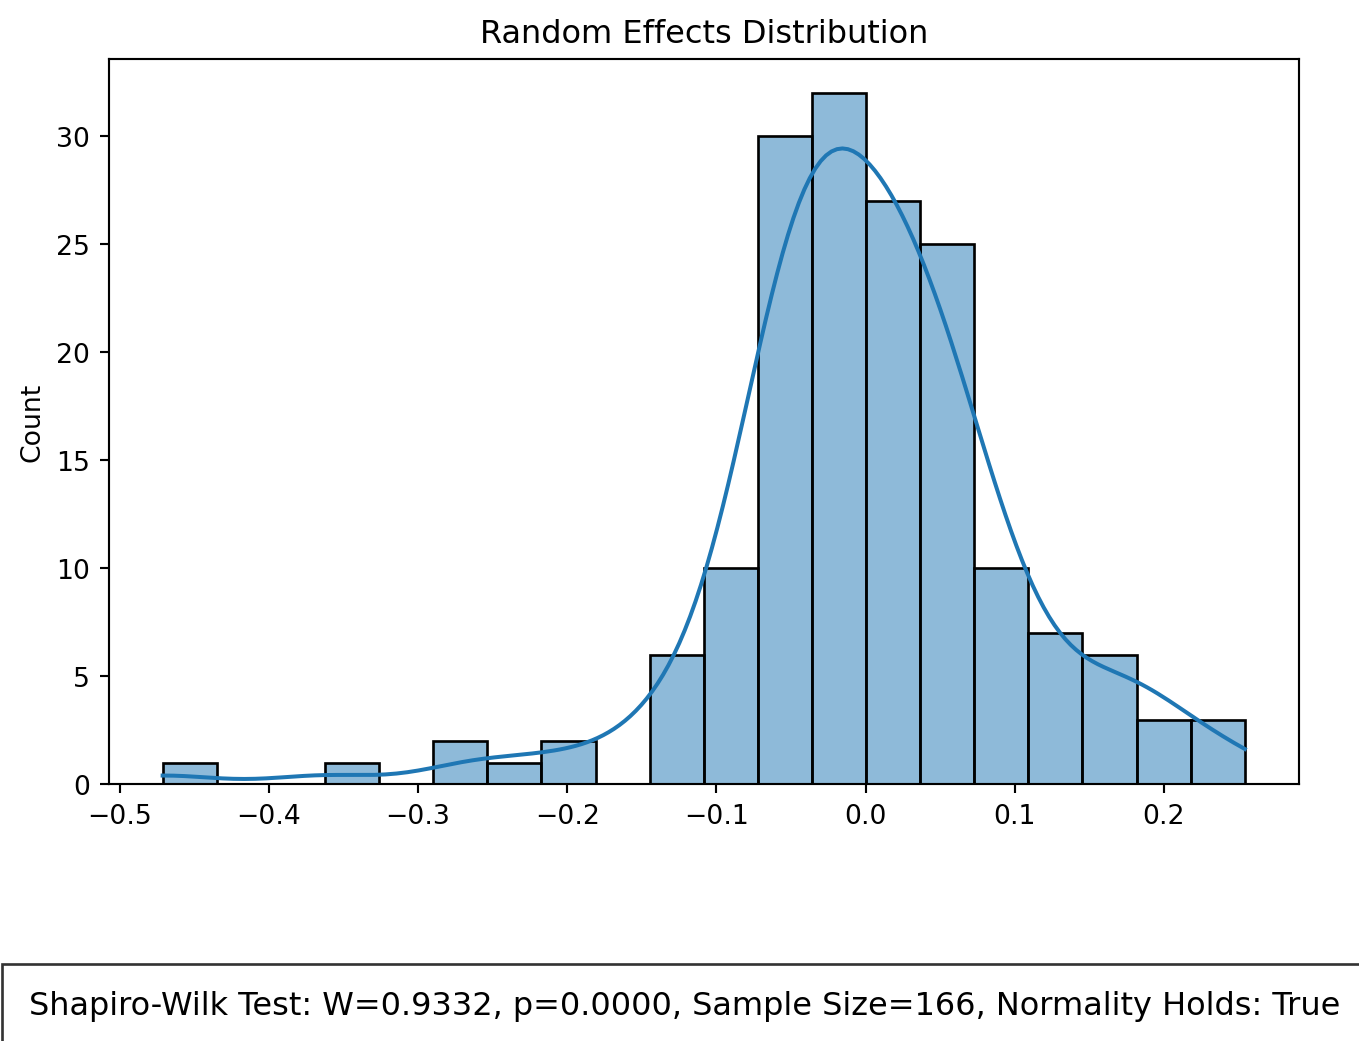 Random Effects Distribution
30
25
20
15
10
5
0
Count
−0.5 −0.4 −0.3 −0.2 −0.1 0.0 0.1 0.2
Shapiro-Wilk Test: W=0.9332, p=0.0000, Sample Size=166, Normality Holds: True